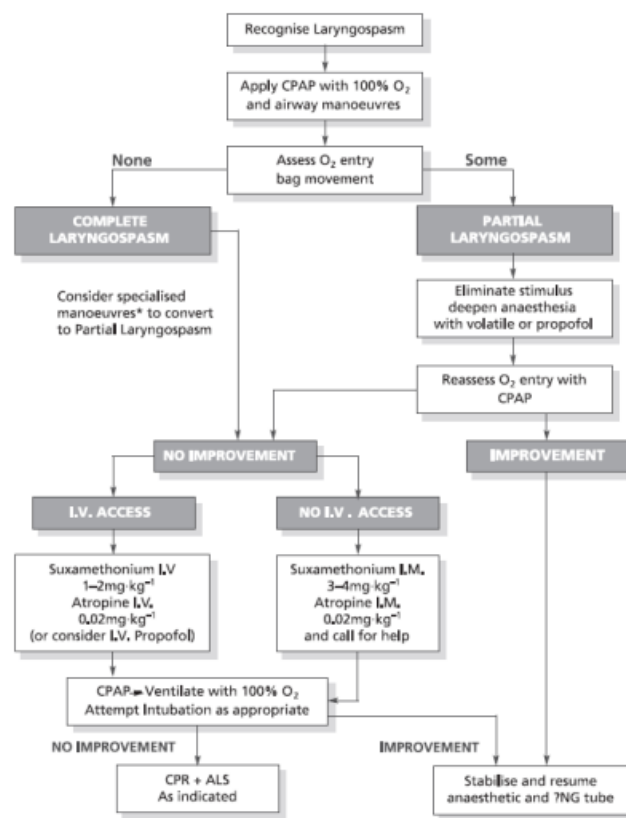 Recognise Laryngospasm
Apply CPAP with 100% O₂
and airway manoeuvres
None
Assess O₂ entry
bag movement
Some
COMPLETE
LARYNGOSPASM
PARTIAL
LARYNGOSPASM
Consider specialised
manoeuvres* to convert
to Partial Laryngospasm
Eliminate stimulus
deepen anaesthesia
with volatile or propofol
Reassess O₂ entry with
CPAP
NO IMPROVEMENT
IMPROVEMENT
I.V. ACCESS
NO I.V. ACCESS
Suxamethonium I.V
1–2mg·kg⁻¹
Atropine I.V.
0.02mg·kg⁻¹
(or consider I.V. Propofol)
Suxamethonium I.M.
3–4mg·kg⁻¹
Atropine I.M.
0.02mg·kg⁻¹
and call for help
CPAP Ventilate with 100% O₂
Attempt Intubation as appropriate
NO IMPROVEMENT
IMPROVEMENT
CPR + ALS
As indicated
Stabilise and resume
anaesthetic and ?NG tube